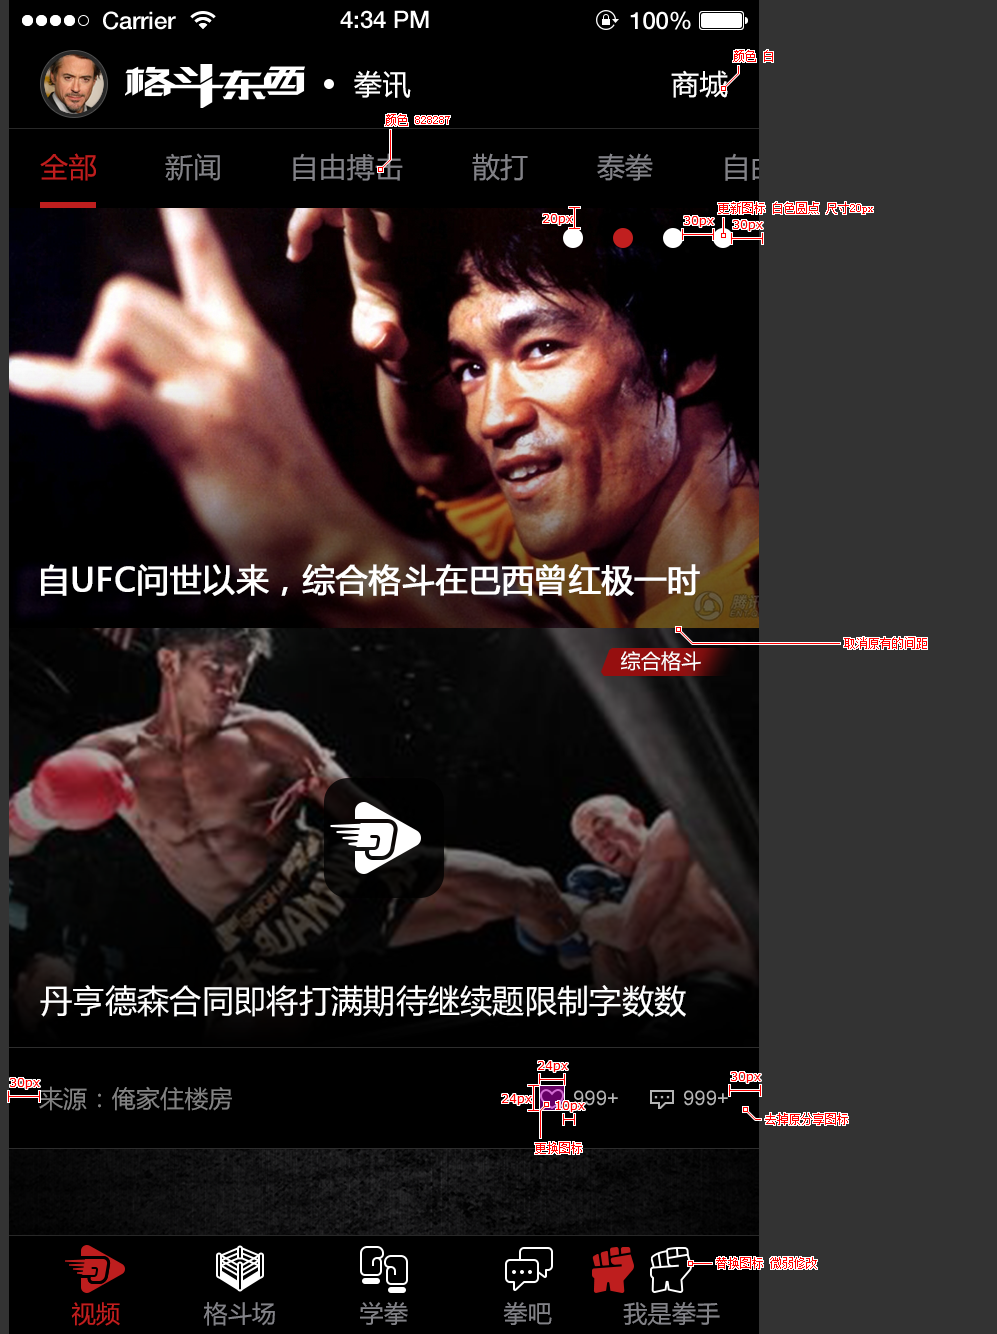 Carrier 4:34 PM 100%
颜色 白
格斗东西 • 拳讯 商城
颜色 828287
全部 新闻 自由搏击 散打 泰拳 自由
更新图标 白色圆点 尺寸20px
20px 30px 30px
自UFC问世以来，综合格斗在巴西曾红极一时
取消原有的间距
综合格斗
丹亨德森合同即将打满期待继续题限制字数数
24px
30px 30px
来源：俺家住楼房 24px 999+ 999+
10px
去掉原分享图标
更换图标
替换图标 微弱修改
视频 格斗场 学拳 拳吧 我是拳手